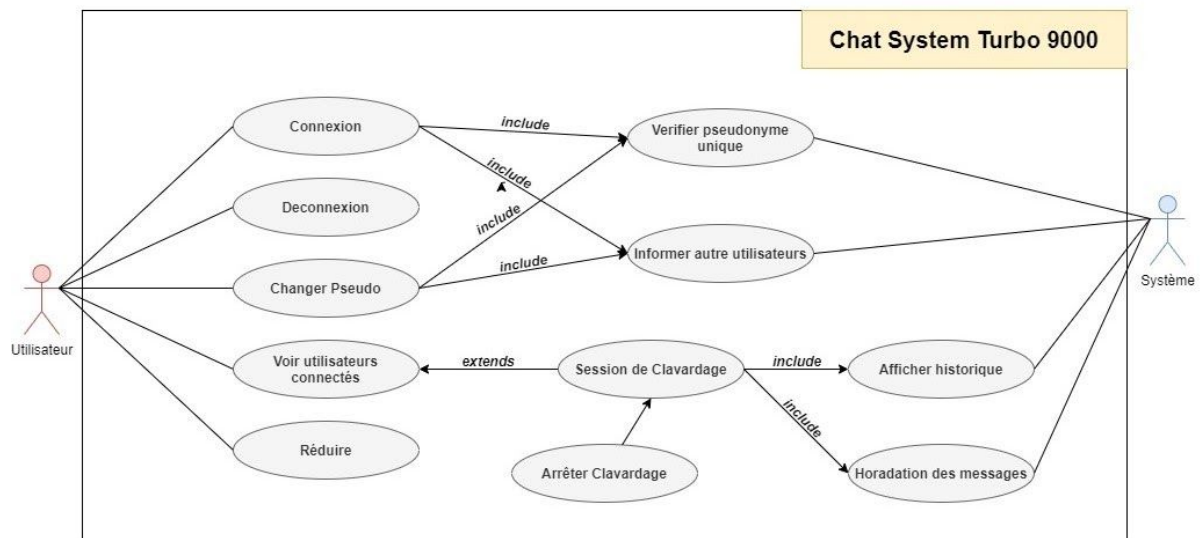 Chat System Turbo 9000
Connexion
include
Verifier pseudonyme
unique
include
Deconnexion
include
Informer autre utilisateurs
include
Changer Pseudo
Système
Utilisateur
Voir utilisateurs
connectés
extends
Session de Clavardage
include
Afficher historique
include
Réduire
Arrêter Clavardage
Horadation des messages